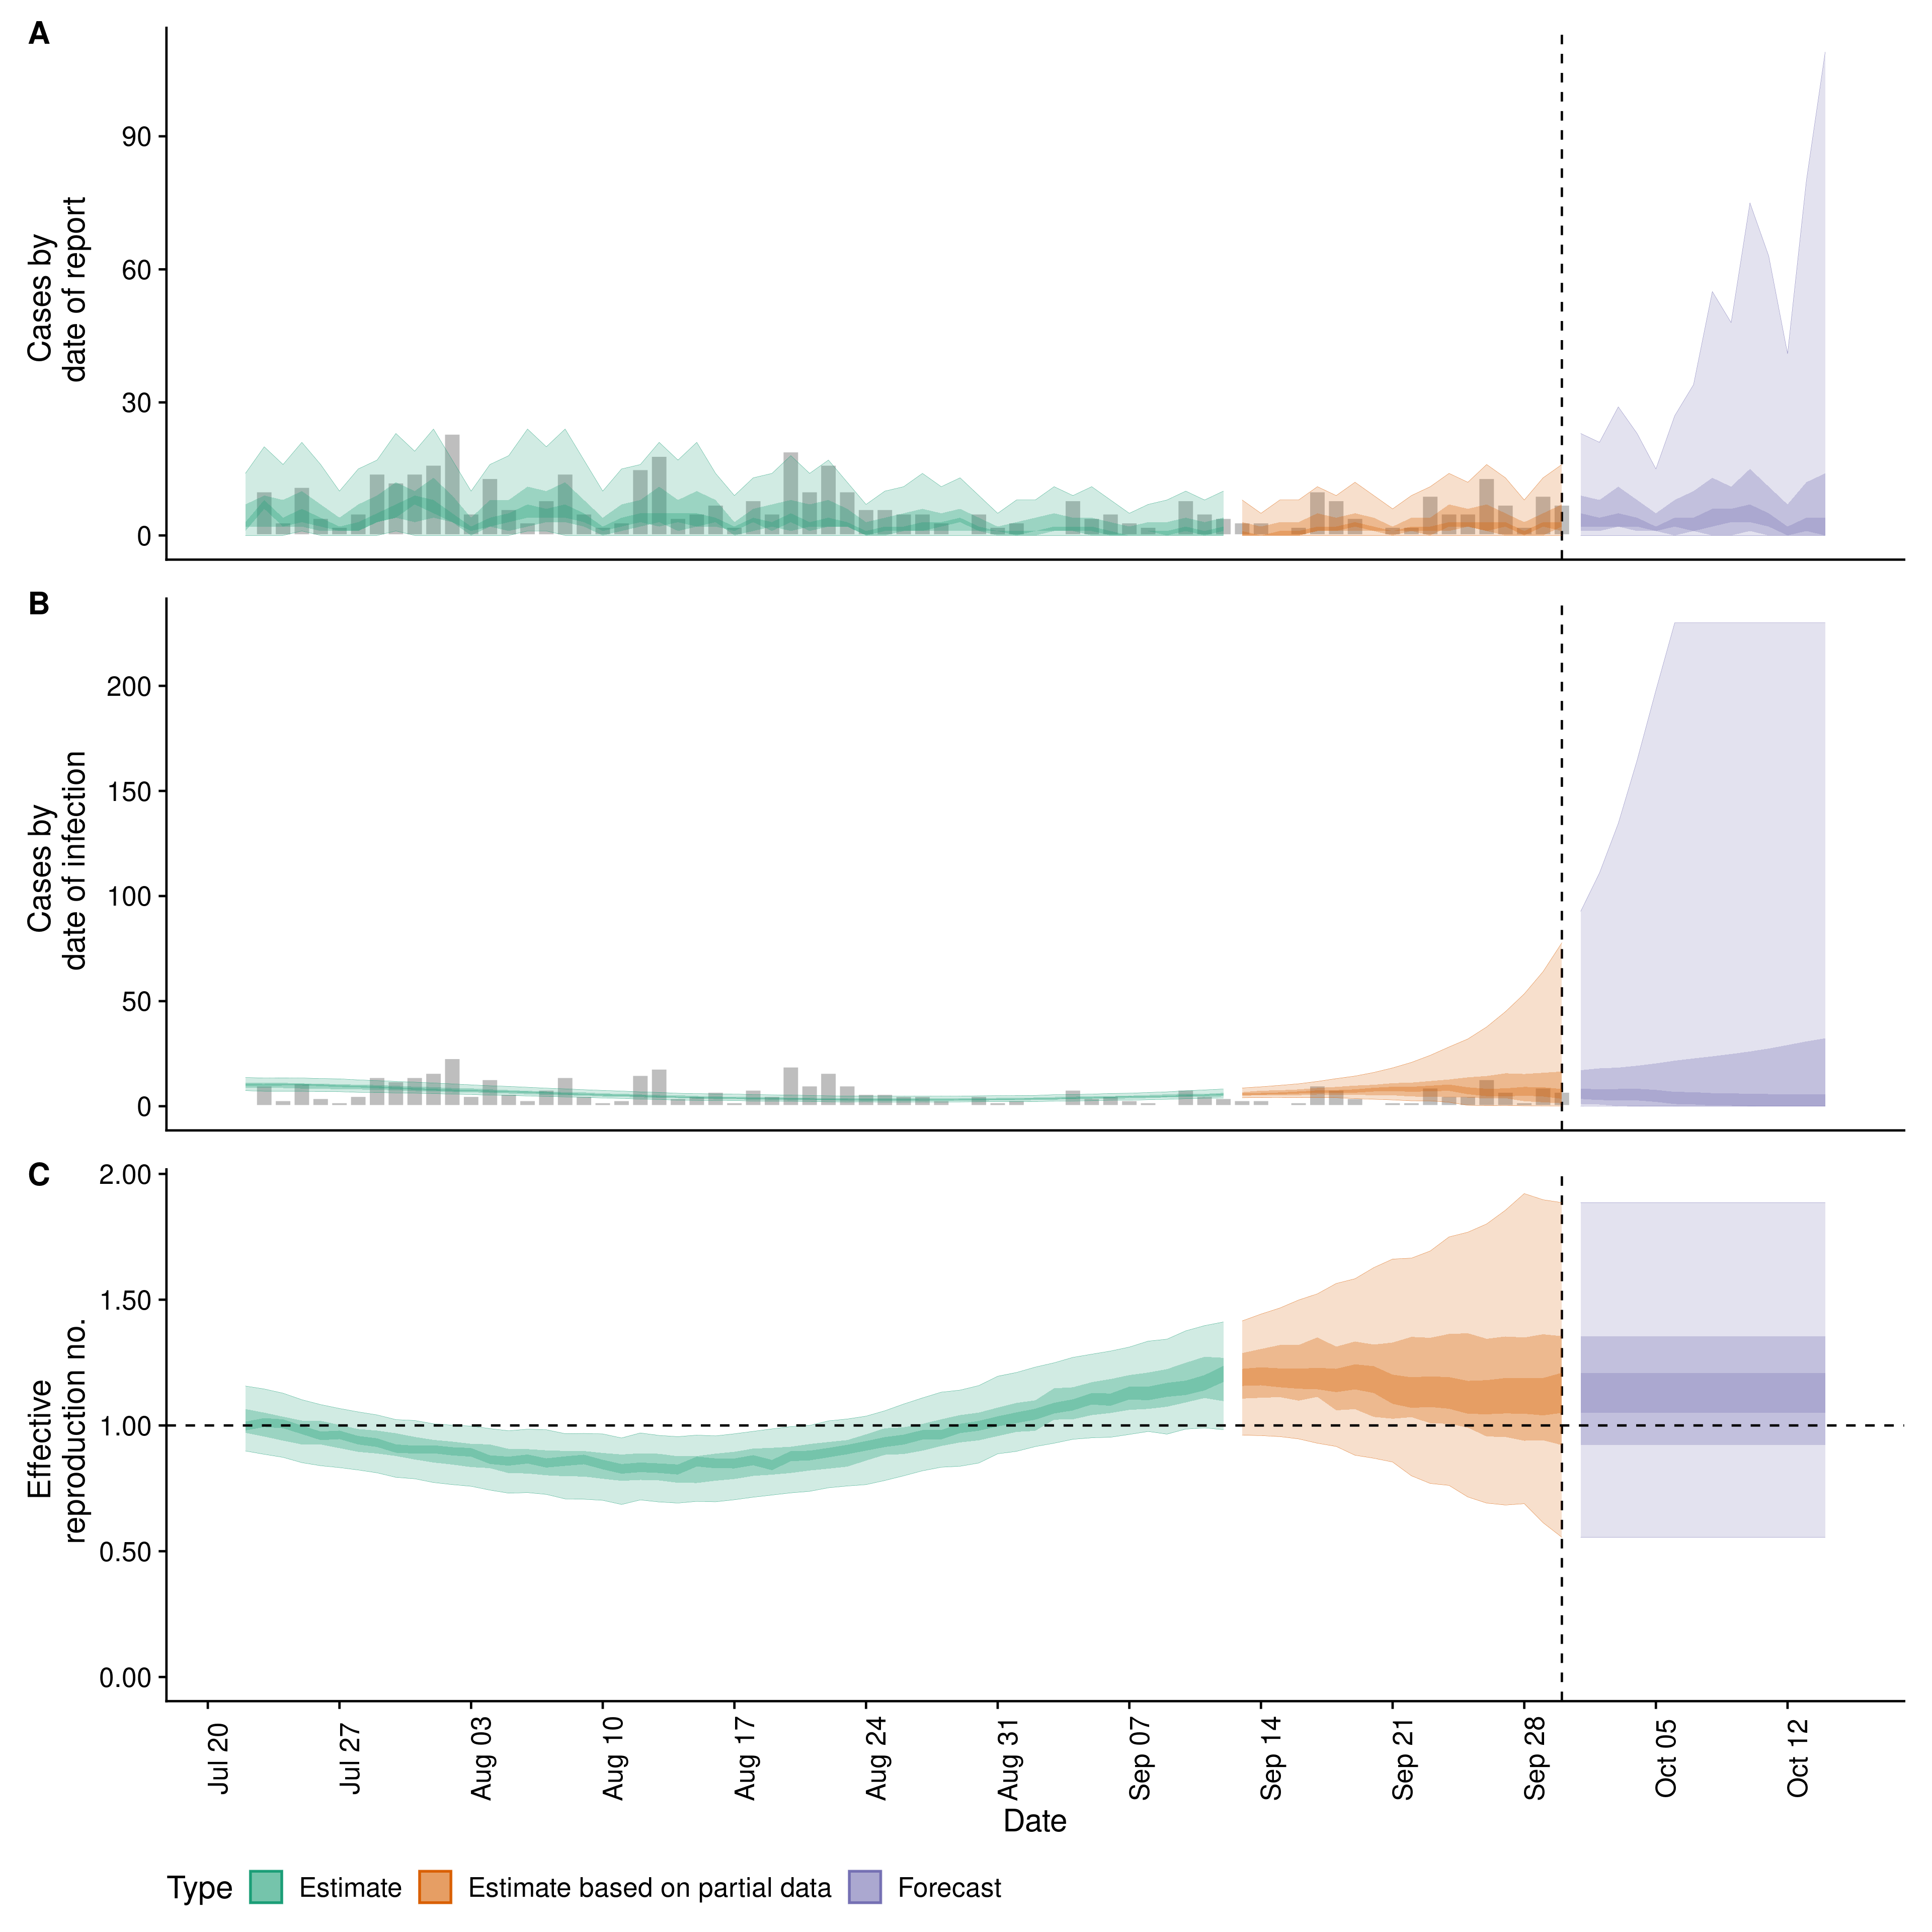 A
Cases by
date of report
90
60
30
0
B
Cases by
date of infection
200
150
100
50
0
C
Effective
reproduction no.
2.00
1.50
1.00
0.50
0.00
Jul 20
Jul 27
Aug 03
Aug 10
Aug 17
Aug 24
Aug 31
Sep 07
Sep 14
Sep 21
Sep 28
Oct 05
Oct 12
Date
Type Estimate Estimate based on partial data Forecast